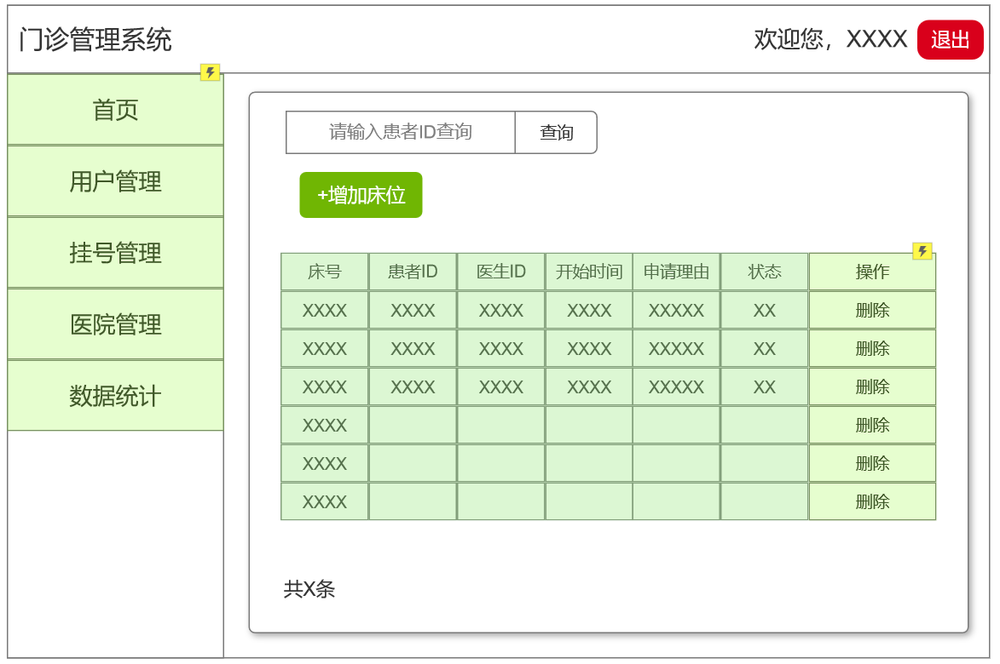 门诊管理系统
欢迎您，XXXX 退出
首页
用户管理
挂号管理
医院管理
数据统计
请输入患者ID查询 查询
+增加床位
床号 患者ID 医生ID 开始时间 申请理由 状态 操作
XXXX XXXX XXXX XXXX XXXXX XX 删除
XXXX XXXX XXXX XXXX XXXXX XX 删除
XXXX XXXX XXXX XXXX XXXXX XX 删除
XXXX 删除
XXXX 删除
XXXX 删除
共X条